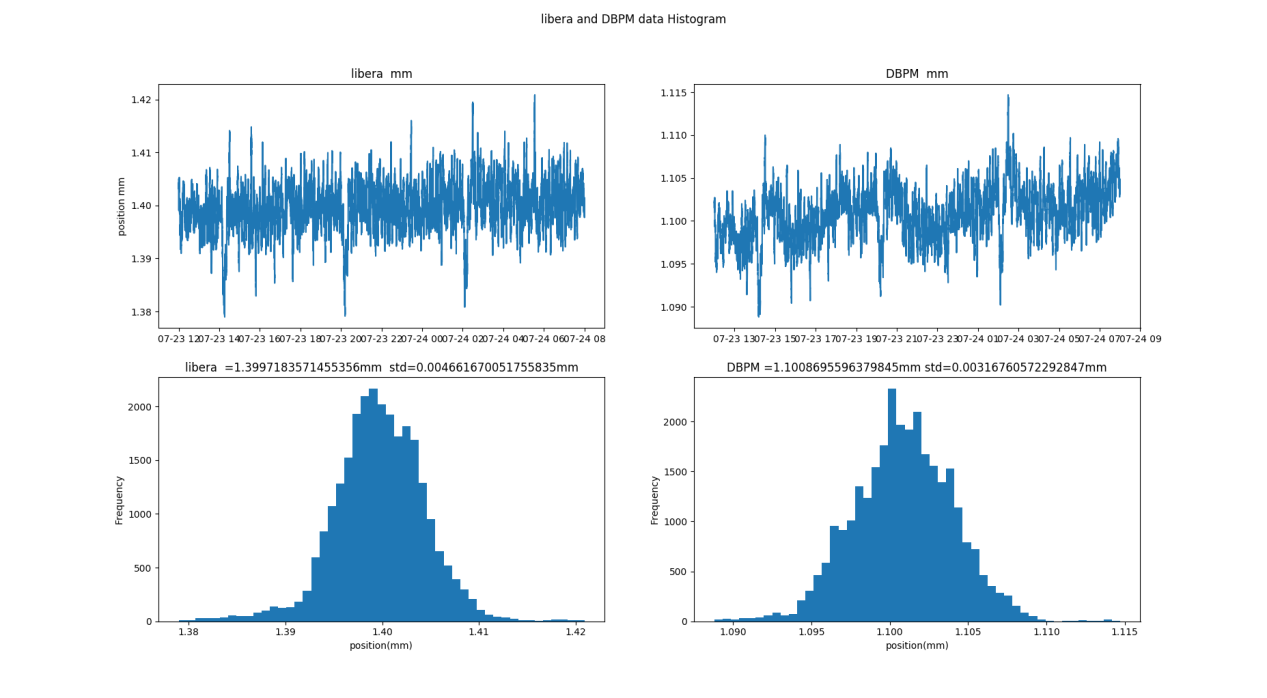 libera and DBPM data Histogram
libera  mm
position mm
1.42
1.41
1.40
1.39
1.38
07-23 12 07-23 14 07-23 16 07-23 18 07-23 20 07-23 22 07-24 00 07-24 02 07-24 04 07-24 06 07-24 08
DBPM  mm
1.115
1.110
1.105
1.100
1.095
1.090
07-23 13 07-23 15 07-23 17 07-23 19 07-23 21 07-23 23 07-24 01 07-24 03 07-24 05 07-24 07 07-24 09
libera  =1.3997183571455356mm  std=0.004661670051755835mm
Frequency
2000
1500
1000
500
0
1.38 1.39 1.40 1.41 1.42
position(mm)
DBPM =1.1008695596379845mm std=0.00316760572292847mm
Frequency
2000
1500
1000
500
0
1.090 1.095 1.100 1.105 1.110 1.115
position(mm)